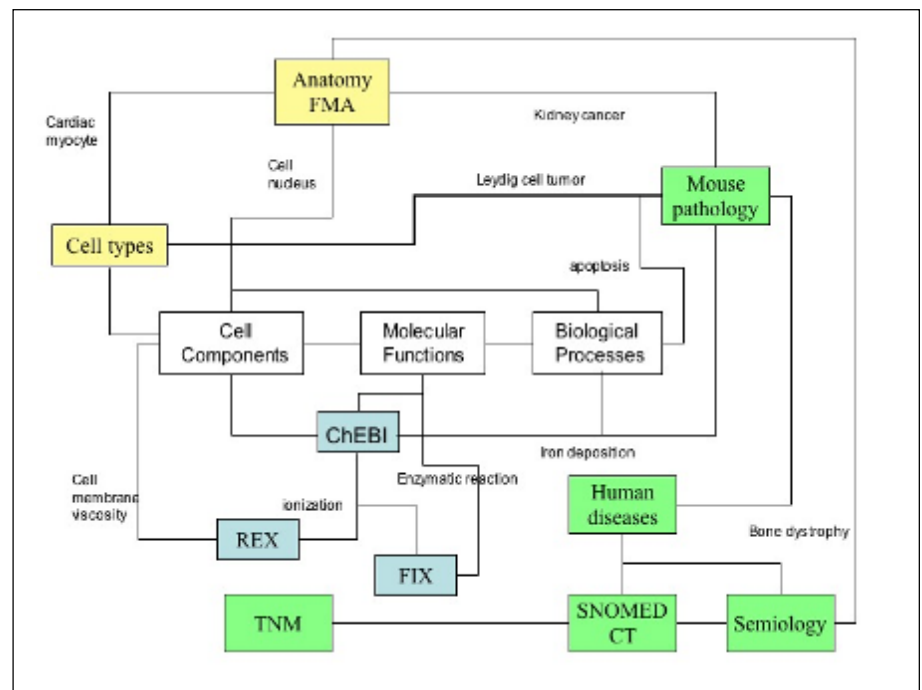 Anatomy
FMA
Cardiac
myocyte
Kidney cancer
Cell
nucleus
Leydig cell tumor
Mouse
pathology
Cell types
apoptosis
Cell
Components
Molecular
Functions
Biological
Processes
ChEBI
Iron deposition
Cell
membrane
viscosity
ionization
Enzymatic reaction
Human
diseases
Bone dystrophy
REX
FIX
TNM
SNOMED
CT
Semiology